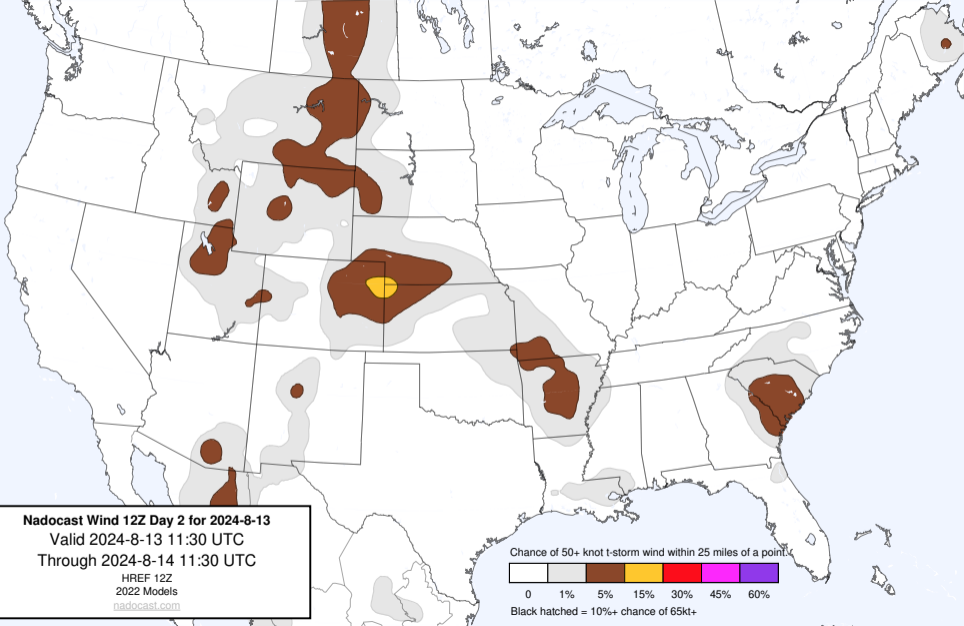 Nadocast Wind 12Z Day 2 for 2024-8-13
Valid 2024-8-13 11:30 UTC
Through 2024-8-14 11:30 UTC
HREF 12Z
2022 Models
nadocast.com
Chance of 50+ knot t-storm wind within 25 miles of a point.
0 1% 5% 15% 30% 45% 60%
Black hatched = 10%+ chance of 65kt+